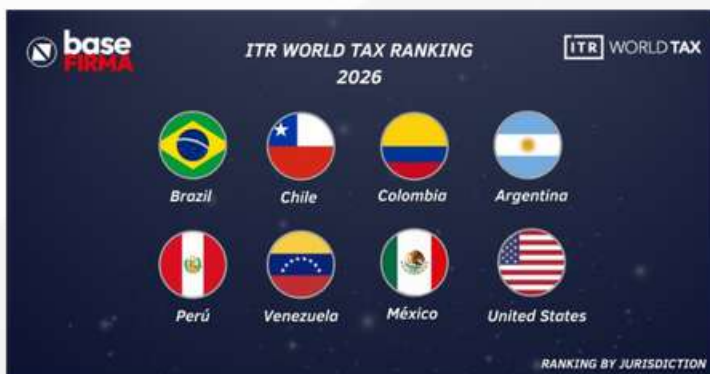 base
FIRMA
ITR WORLD TAX RANKING
2026
ITR WORLD TAX
Brazil Chile Colombia Argentina
Perú Venezuela México United States
RANKING BY JURISDICTION